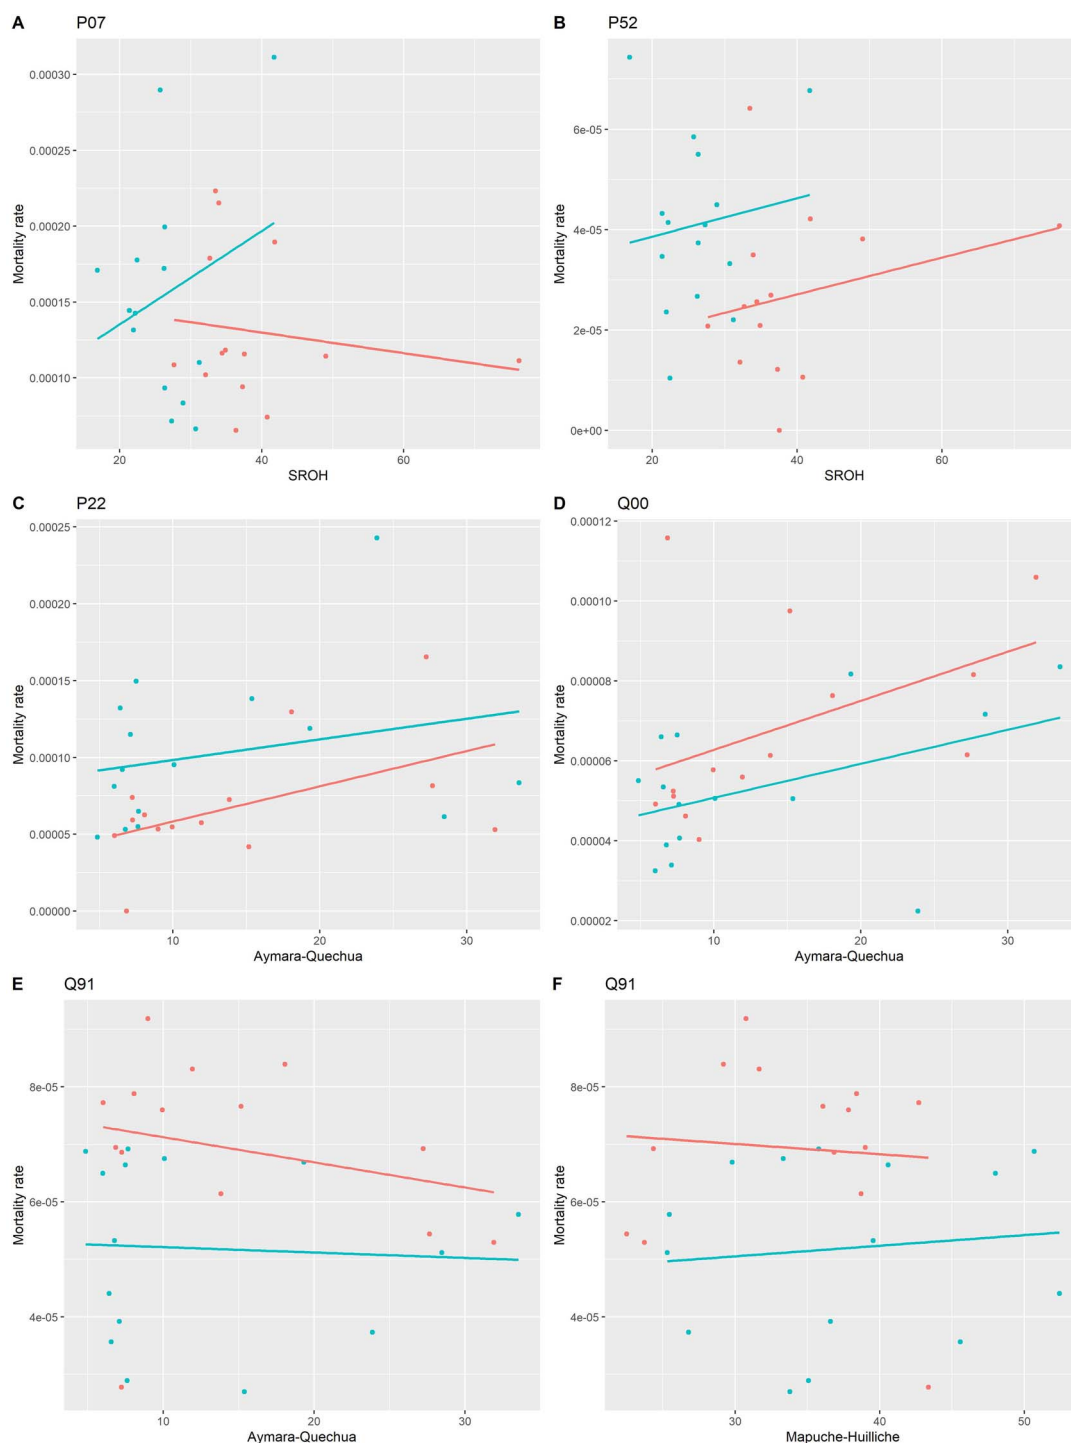 A P07
Mortality rate
0.00030
0.00025
0.00020
0.00015
0.00010
20 40 60
SROH
B P52
Mortality rate
6e-05
4e-05
2e-05
0e+00
20 40 60
SROH
C P22
Mortality rate
0.00025
0.00020
0.00015
0.00010
0.00005
0.00000
10 20 30
Aymara-Quechua
D Q00
Mortality rate
0.00012
0.00010
0.00008
0.00006
0.00004
0.00002
10 20 30
Aymara-Quechua
E Q91
Mortality rate
8e-05
6e-05
4e-05
10 20 30
Aymara-Quechua
F Q91
Mortality rate
8e-05
6e-05
4e-05
30 40 50
Mapuche-Huilliche